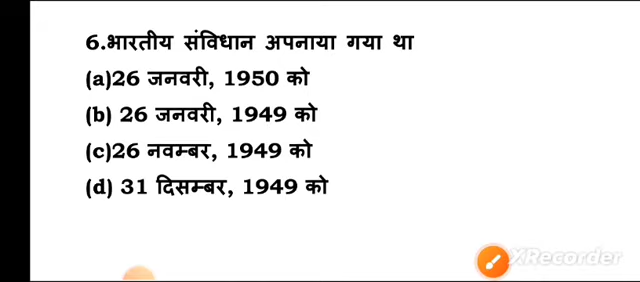 6.भारतीय संविधान अपनाया गया था
(a)26 जनवरी, 1950 को
(b) 26 जनवरी, 1949 को
(c)26 नवम्बर, 1949 को
(d) 31 दिसम्बर, 1949 को
XRecorder